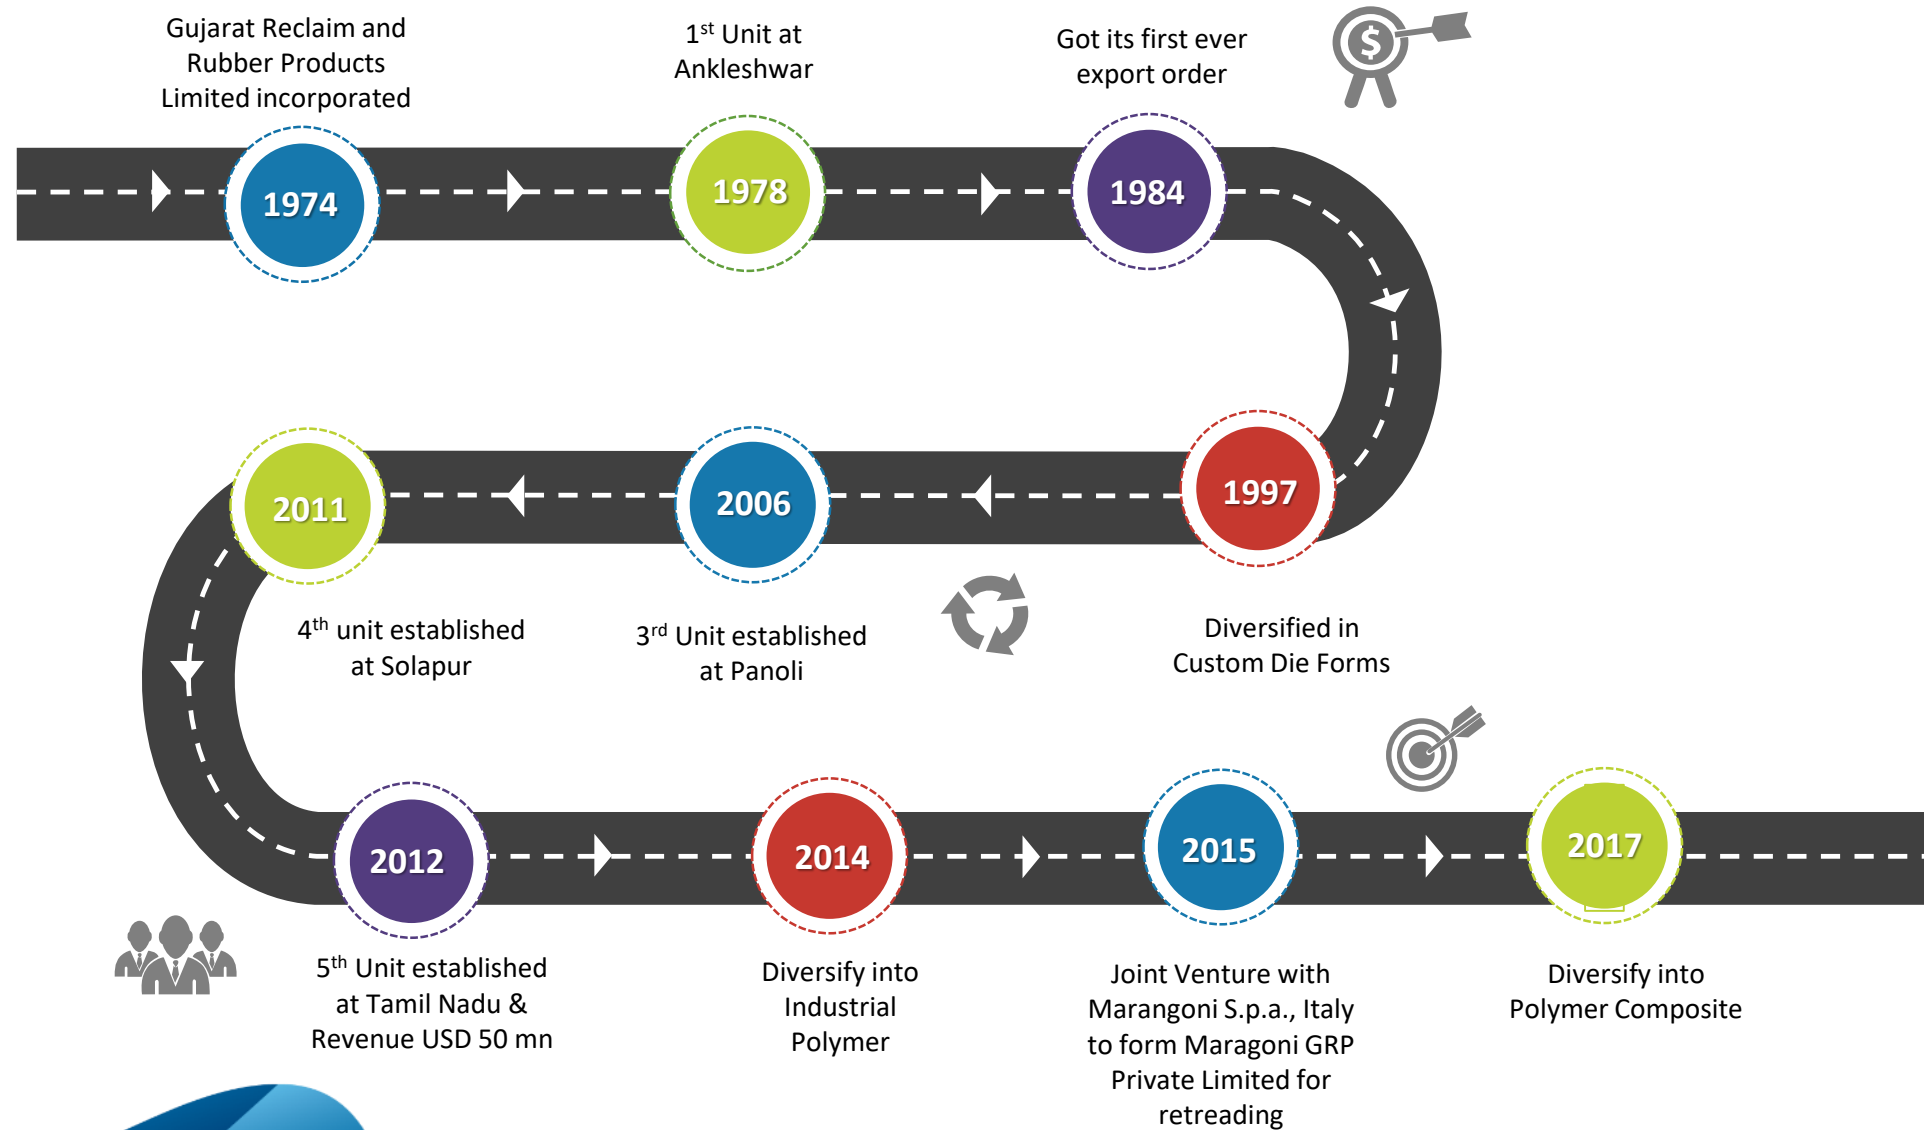 Gujarat Reclaim and
Rubber Products
Limited incorporated
1st Unit at
Ankleshwar
Got its first ever
export order
$
1974
1978
1984
2011
2006
1997
4th unit established
at Solapur
3rd Unit established
at Panoli
Diversified in
Custom Die Forms
2012
2014
2015
2017
5th Unit established
at Tamil Nadu &
Revenue USD 50 mn
Diversify into
Industrial
Polymer
Joint Venture with
Marangoni S.p.a., Italy
to form Maragoni GRP
Private Limited for
retreading
Diversify into
Polymer Composite